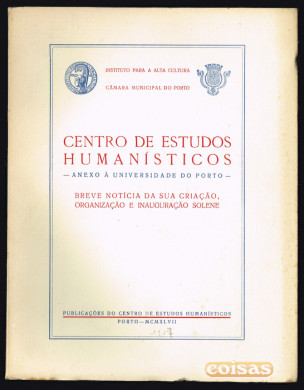 INSTITUTO PARA A ALTA CULTURA
CÂMARA MUNICIPAL DO PORTO
CENTRO DE ESTUDOS
HUMANÍSTICOS
— ANEXO À UNIVERSIDADE DO PORTO —
BREVE NOTÍCIA DA SUA CRIAÇÃO,
ORGANIZAÇÃO E INAUGURAÇÃO SOLENE
PUBLICAÇÕES DO CENTRO DE ESTUDOS HUMANÍSTICOS
PORTO—MCMXLVII
coisas